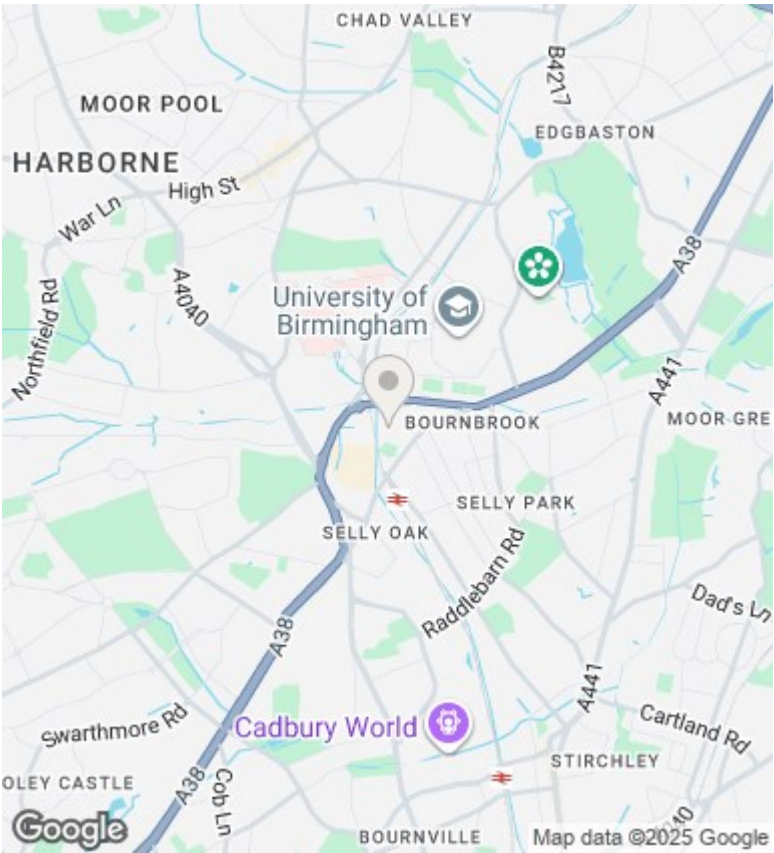 CHAD VALLEY
B4217
MOOR POOL
EDGBASTON
HARBORNE
High St
War Ln
A38
A4040
University of
Birmingham
Northfield Rd
A441
BOURNBROOK
MOOR GRE
SELLY PARK
SELLY OAK
Raddlebarn Rd
Dad's Ln
A38
A441
Swarthmore Rd
Cadbury World
Cartland Rd
STIRCHLEY
OLEY CASTLE
A38
Cob Ln
Google
BOURNVILLE
040
Map data ©2025 Google